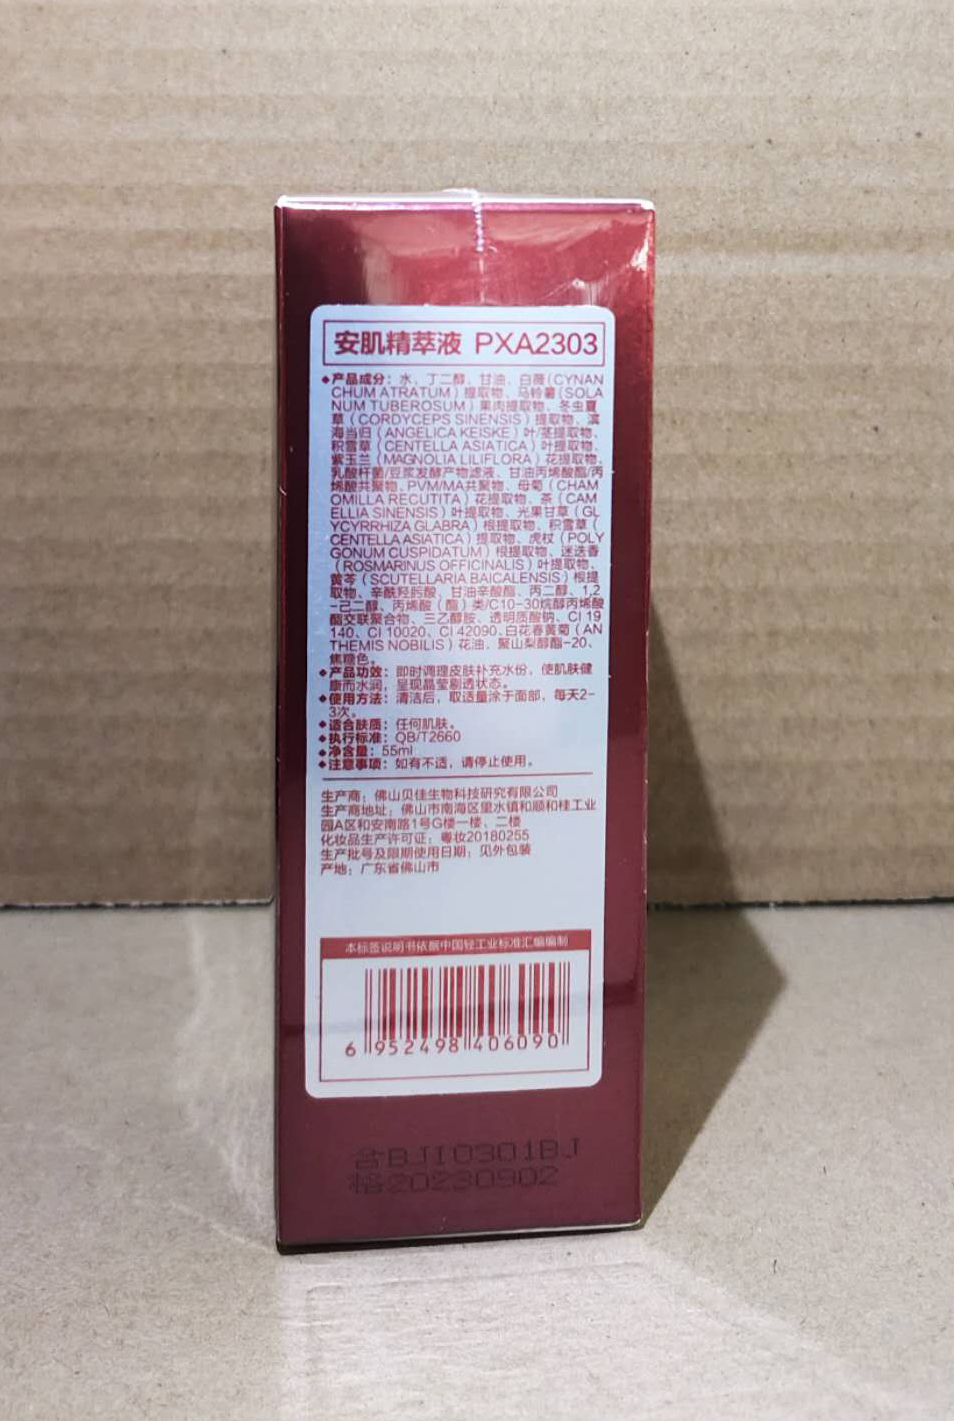 安肌精萃液 PXA2303
◆产品成分：水、丁二醇、甘油、白薇(CYNAN
CHUM ATRATUM）提取物、马铃薯(SOLA
NUM TUBEROSUM）果肉提取物、冬虫夏
草（CORDYCEPS SINENSIS）提取物、滨
海当归（ANGELICA KEISKE）叶/茎提取物、
积雪草（CENTELLA ASIATICA）叶提取物、
紫玉兰（MAGNOLIA LILIFLORA）花提取物、
乳酸杆菌/豆浆发酵产物滤液、甘油丙烯酸酯/丙
烯酸共聚物、PVM/MA共聚物、母菊（CHAM
OMILLA RECUTITA）花提取物、茶（CAM
ELLIA SINENSIS）叶提取物、光果甘草（GL
YCYRRHIZA GLABRA）根提取物、积雪草（
CENTELLA ASIATICA）提取物、虎杖（POLY
GONUM CUSPIDATUM）根提取物、迷迭香
（ROSMARINUS OFFICINALIS）叶提取物、
黄芩（SCUTELLARIA BAICALENSIS）根提
取物、辛酰羟肟酸、甘油辛酸酯、丙二醇、1,2
-己二醇、丙烯酸（酯）类/C10-30烷醇丙烯酸
酯交联聚合物、三乙醇胺、透明质酸钠、CI 19
140、CI 10020、CI 42090、白花春黄菊（AN
THEMIS NOBILIS）花油、聚山梨醇酯-20、
焦糖色。
◆产品功效：即时调理皮肤补充水份，使肌肤健
康而水润，呈现晶莹剔透状态。
◆使用方法：清洁后，取适量涂于面部，每天2-
3次。
◆适合肤质：任何肌肤。
◆执行标准：QB/T2660
◆净含量：55ml
◆注意事项：如有不适，请停止使用。
生产商：佛山贝佳生物科技研究有限公司
生产商地址：佛山市南海区里水镇和顺和桂工业
园A区和安南路1号G楼一楼、二楼
化妆品生产许可证：粤妆20180255
生产批号及限期使用日期：见外包装
产地：广东省佛山市
本标签说明书依据中国轻工业标准汇编编制
6 952498 406090
含BJI0301BJ
格20230902